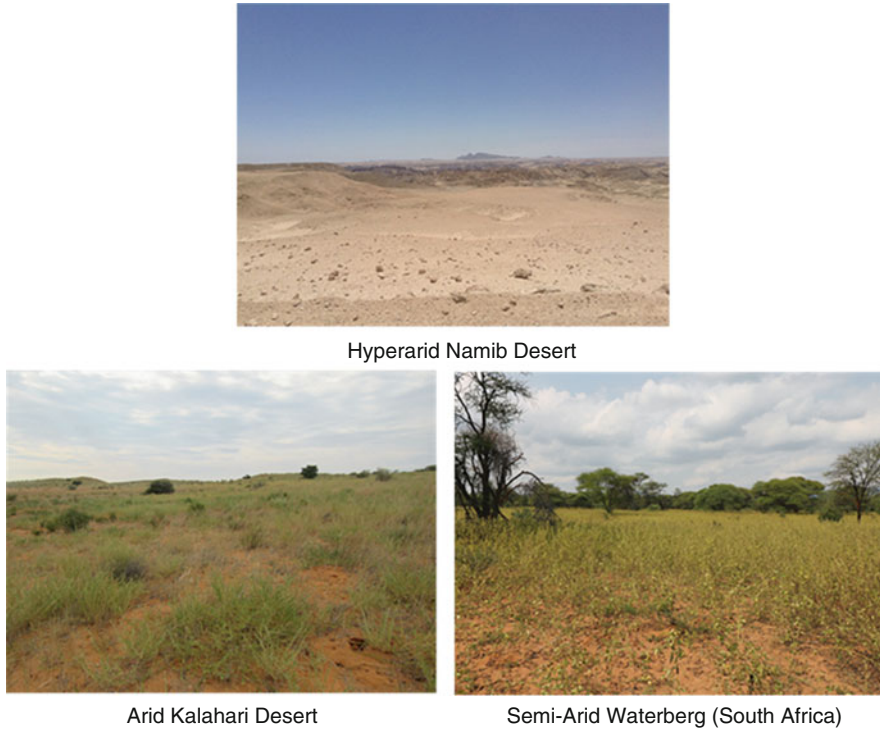 Hyperarid Namib Desert
Arid Kalahari Desert
Semi-Arid Waterberg (South Africa)